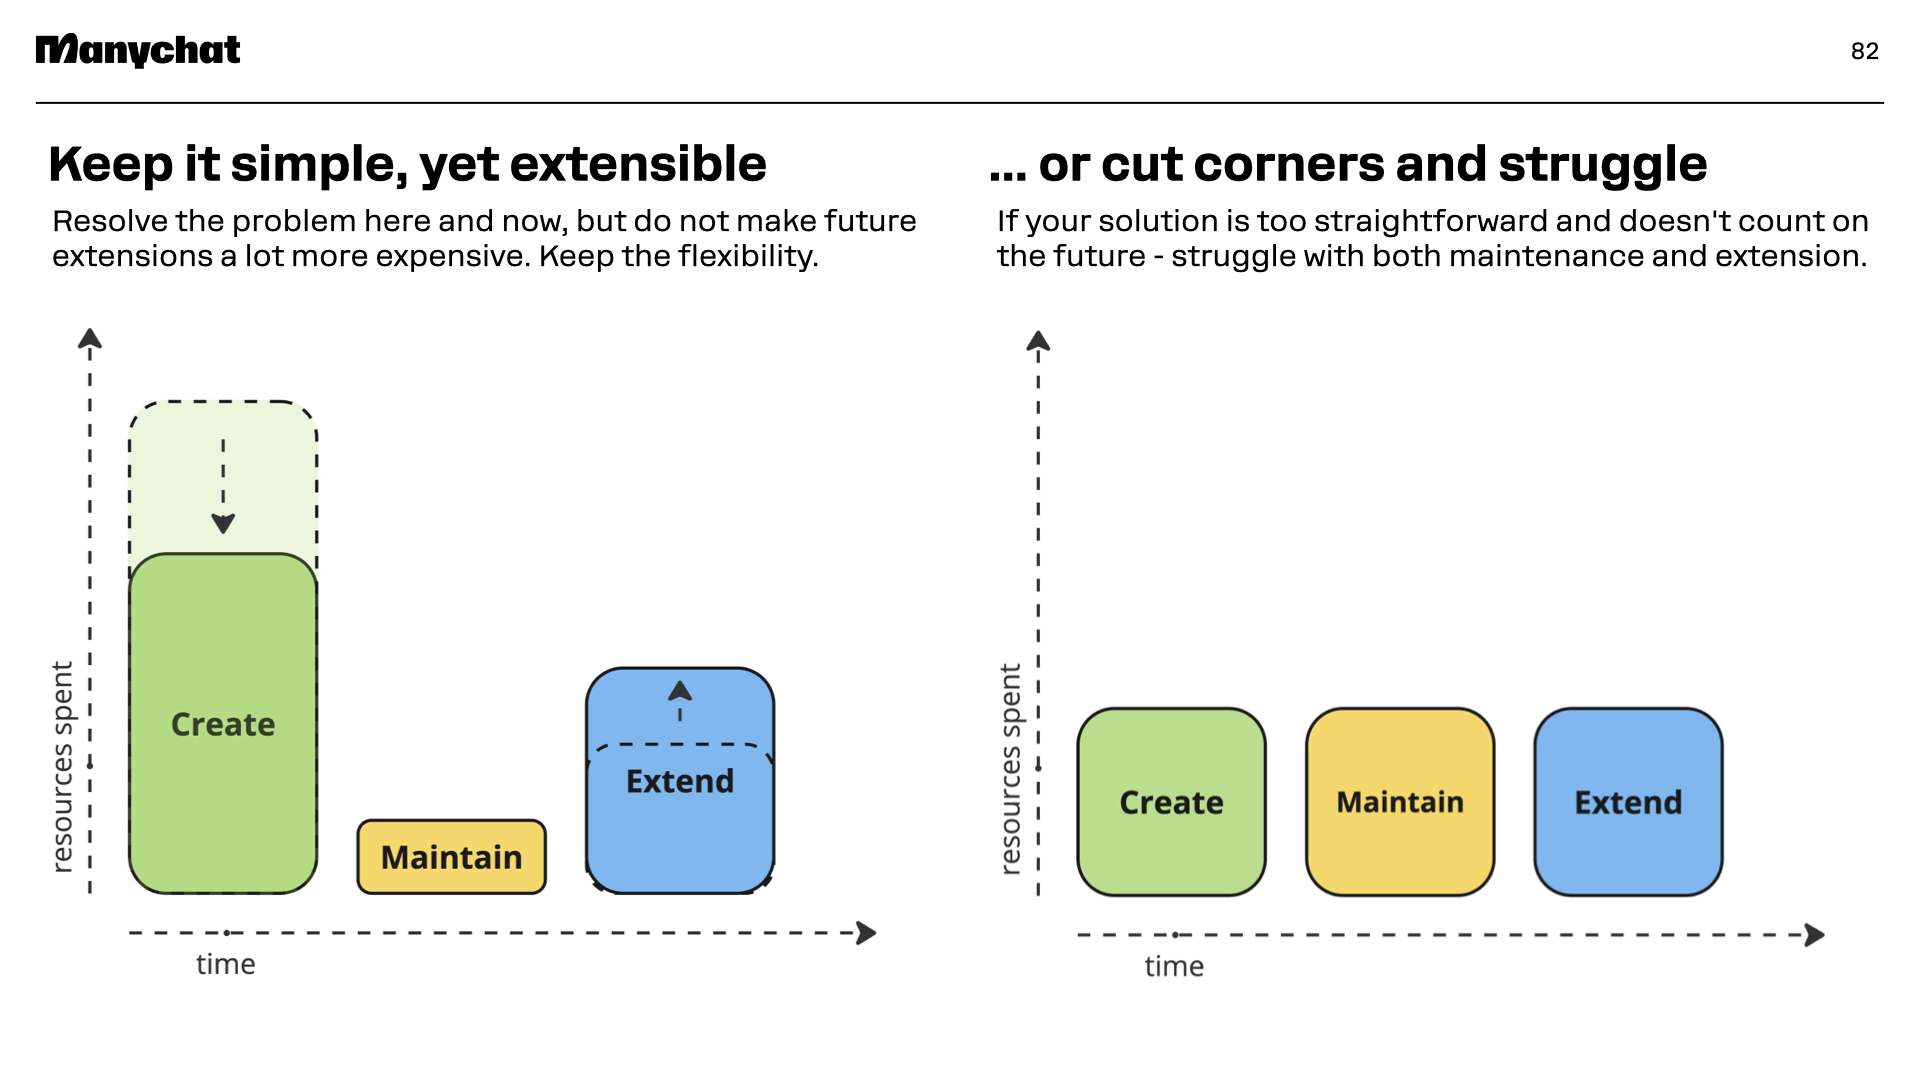 Manychat
82
Keep it simple, yet extensible
Resolve the problem here and now, but do not make future
extensions a lot more expensive. Keep the flexibility.
resources spent
Create
Maintain
Extend
time
... or cut corners and struggle
If your solution is too straightforward and doesn't count on
the future - struggle with both maintenance and extension.
resources spent
Create
Maintain
Extend
time